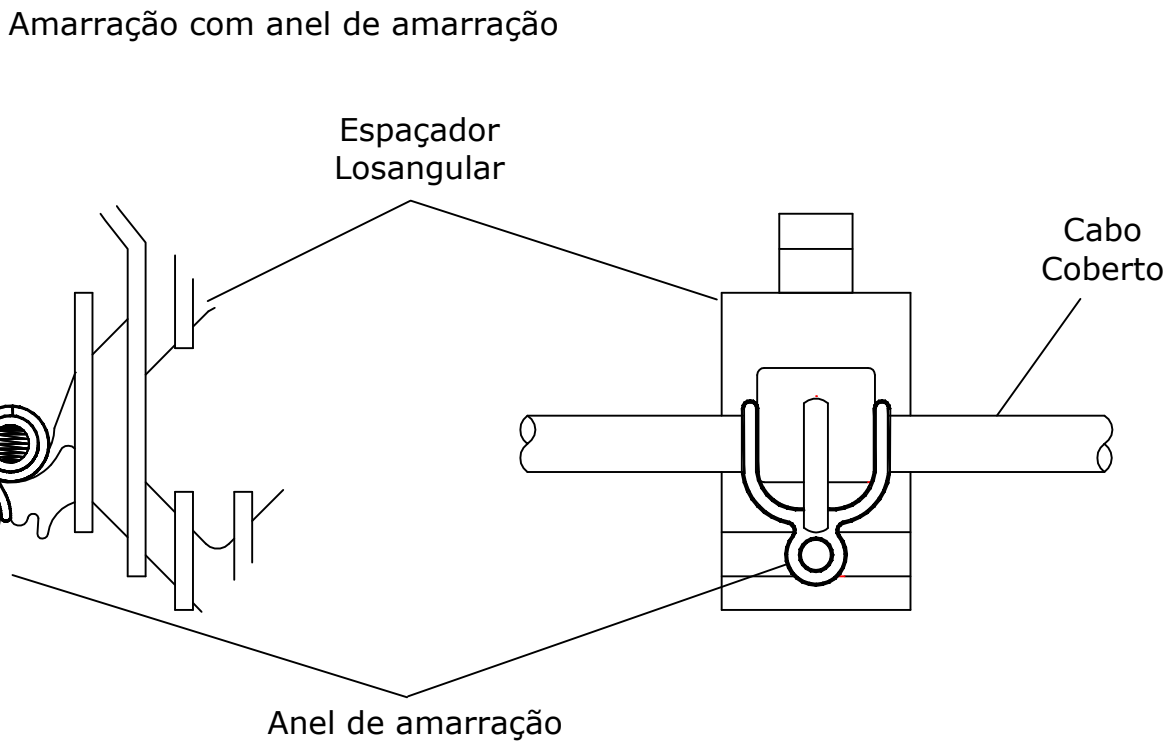 Amarração com anel de amarração
Espaçador
Losangular
Cabo
Coberto
Anel de amarração